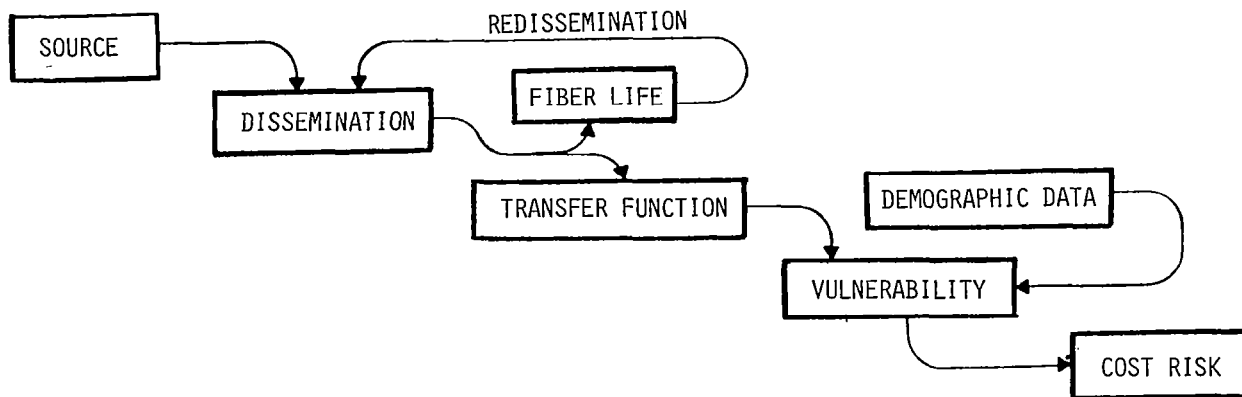 REDISSEMINATION
SOURCE
FIBER LIFE
DISSEMINATION
TRANSFER FUNCTION
DEMOGRAPHIC DATA
VULNERABILITY
COST RISK